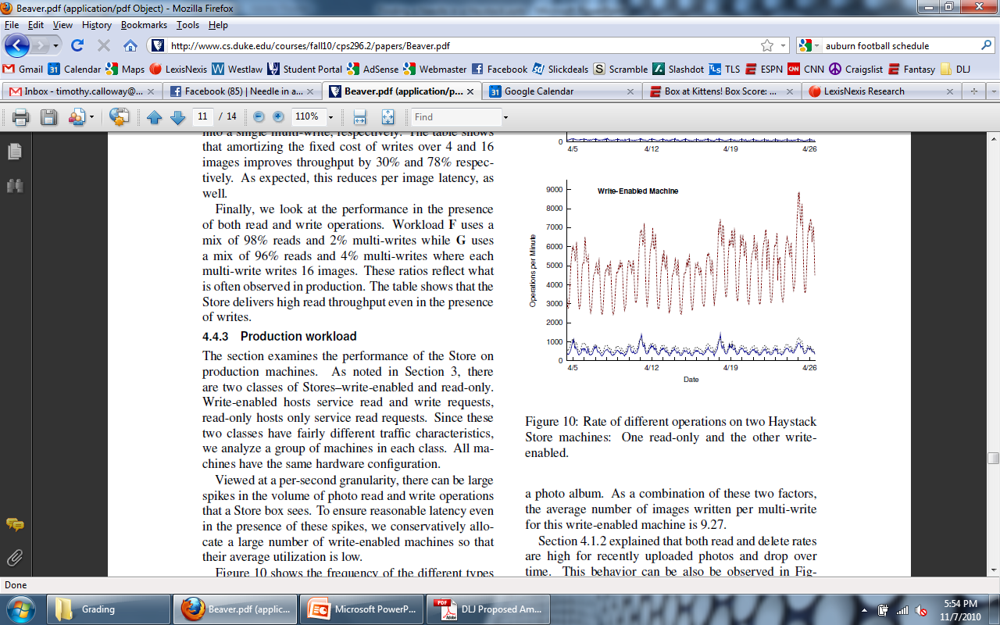 Beaver.pdf (application/pdf Object) - Mozilla Firefox
File Edit View History Bookmarks Tools Help
http://www.cs.duke.edu/courses/fall10/cps296.2/papers/Beaver.pdf
auburn football schedule
Gmail Calendar Maps LexisNexis Westlaw Student Portal AdSense Webmaster Facebook Slickdeals Scramble Slashdot TLS ESPN CNN Craigslist Fantasy DLJ
Inbox - timothy.calloway@... Facebook (85) | Needle in a... Beaver.pdf (application/p... Google Calendar Box at Kittens! Box Score: ... LexisNexis Research
11 / 14 110% Find
into a single multi-write, respectively. The table shows
that amortizing the fixed cost of writes over 4 and 16
images improves throughput by 30% and 78% respec-
tively. As expected, this reduces per image latency, as
well.
Finally, we look at the performance in the presence
of both read and write operations. Workload F uses a
mix of 98% reads and 2% multi-writes while G uses
a mix of 96% reads and 4% multi-writes where each
multi-write writes 16 images. These ratios reflect what
is often observed in production. The table shows that the
Store delivers high read throughput even in the presence
of writes.
4.4.3 Production workload
The section examines the performance of the Store on
production machines. As noted in Section 3, there
are two classes of Stores–write-enabled and read-only.
Write-enabled hosts service read and write requests,
read-only hosts only service read requests. Since these
two classes have fairly different traffic characteristics,
we analyze a group of machines in each class. All ma-
chines have the same hardware configuration.
Viewed at a per-second granularity, there can be large
spikes in the volume of photo read and write operations
that a Store box sees. To ensure reasonable latency even
in the presence of these spikes, we conservatively allo-
cate a large number of write-enabled machines so that
their average utilization is low.
Figure 10 shows the frequency of the different types
0
4/5 4/12 4/19 4/26
Write-Enabled Machine
9000
8000
7000
6000
5000
4000
3000
2000
1000
0
Operations per Minute
4/5 4/12 4/19 4/26
Date
Figure 10: Rate of different operations on two Haystack
Store machines: One read-only and the other write-
enabled.
a photo album. As a combination of these two factors,
the average number of images written per multi-write
for this write-enabled machine is 9.27.
Section 4.1.2 explained that both read and delete rates
are high for recently uploaded photos and drop over
time. This behavior can be also be observed in Fig-
Done
Grading Beaver.pdf (applic... Microsoft PowerP... DLJ Proposed Am...
5:54 PM
11/7/2010